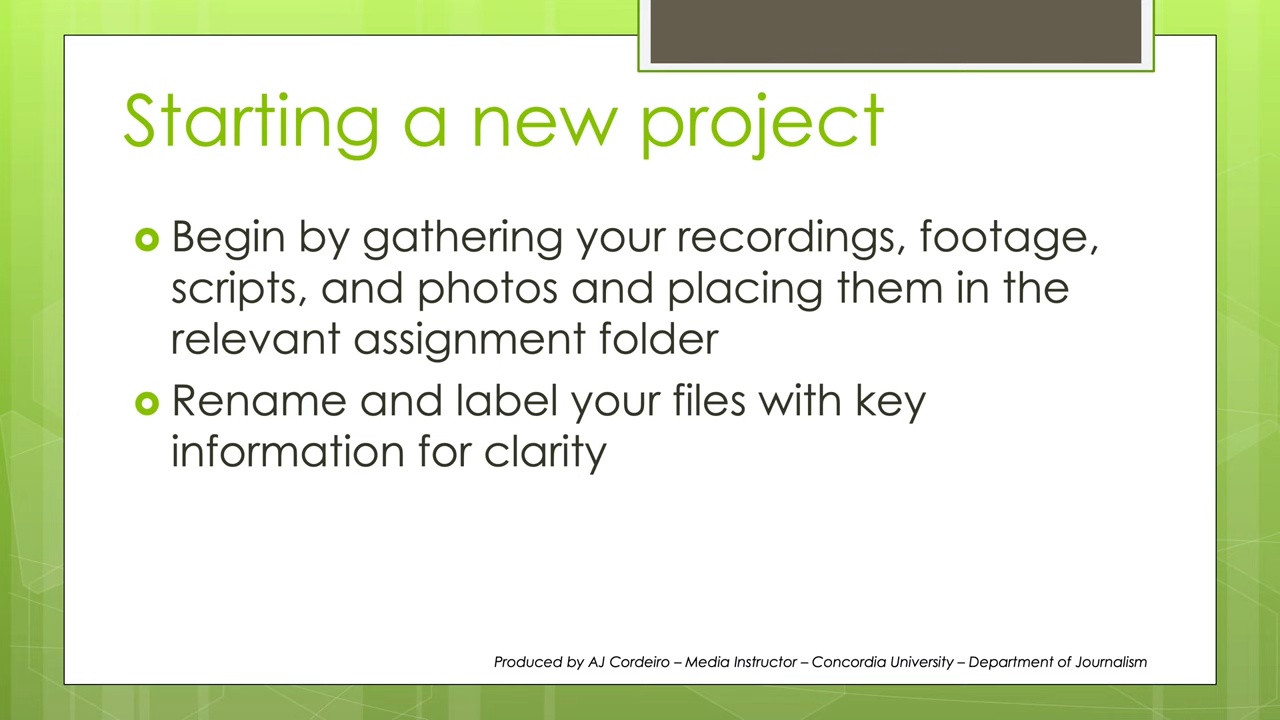 Starting a new project
Begin by gathering your recordings, footage,
scripts, and photos and placing them in the
relevant assignment folder
Rename and label your files with key
information for clarity
Produced by AJ Cordeiro – Media Instructor – Concordia University – Department of Journalism